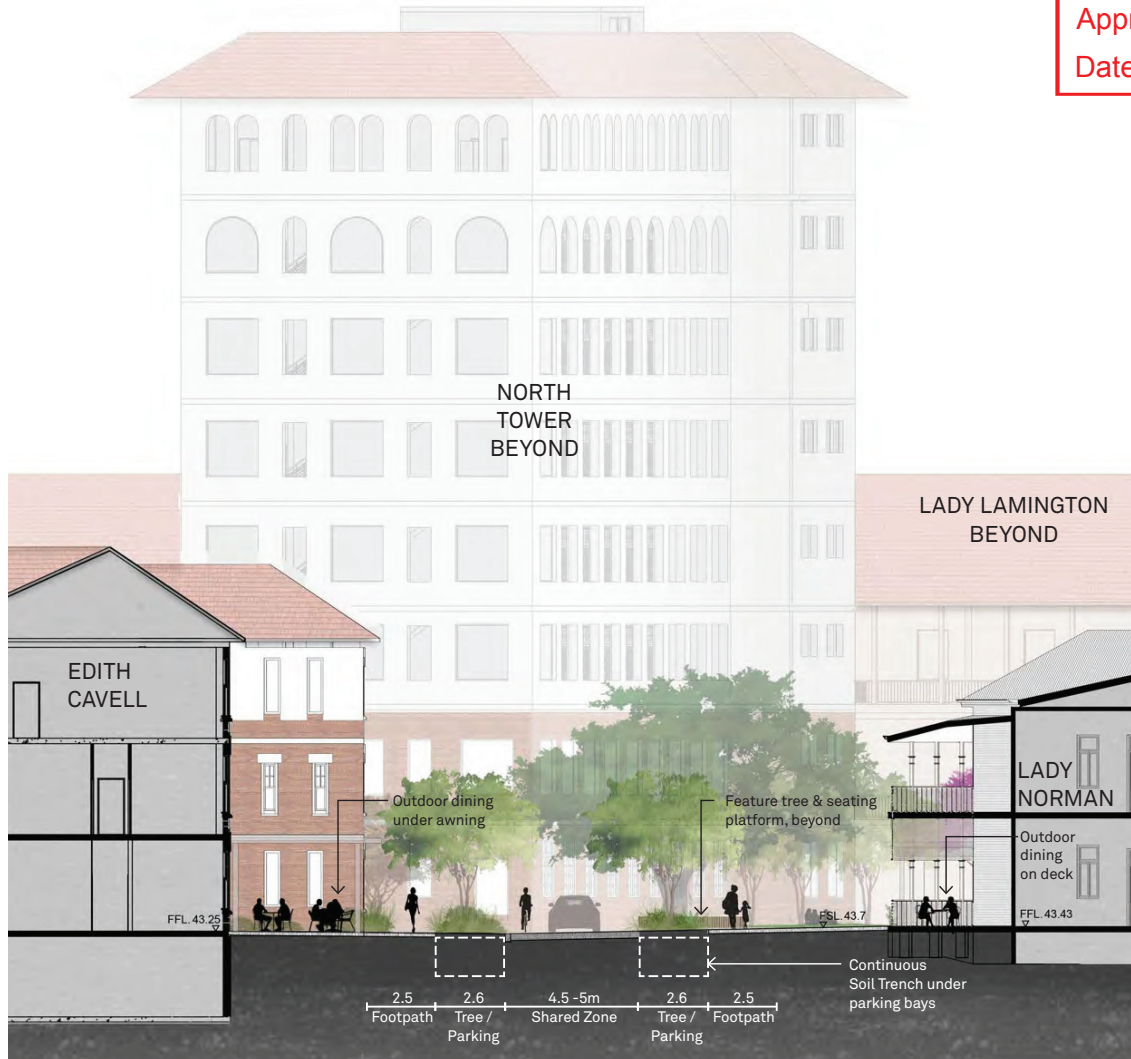 Appr
Date
NORTH
TOWER
BEYOND
LADY LAMINGTON
BEYOND
EDITH
CAVELL
LADY
NORMAN
Outdoor dining
under awning
Feature tree & seating
platform, beyond
Outdoor
dining
on deck
FFL. 43.25
FSL. 43.7
FFL. 43.43
Continuous
Soil Trench under
parking bays
2.5 2.6 4.5 -5m 2.6 2.5
Footpath Tree / Shared Zone Tree / Footpath
Parking Parking